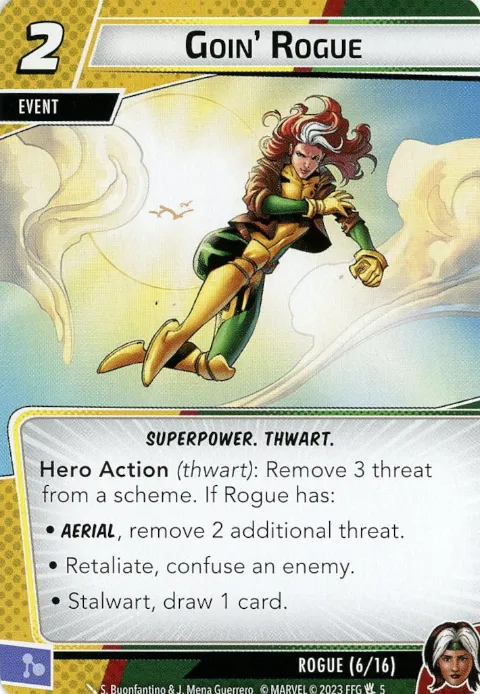 2
GOIN' ROGUE
EVENT
SUPERPOWER. THWART.
Hero Action (thwart): Remove 3 threat
from a scheme. If Rogue has:
• AERIAL, remove 2 additional threat.
• Retaliate, confuse an enemy.
• Stalwart, draw 1 card.
ROGUE (6/16)
S. Buonfantino & J. Mena Guerrero © MARVEL © 2023 FFG 5